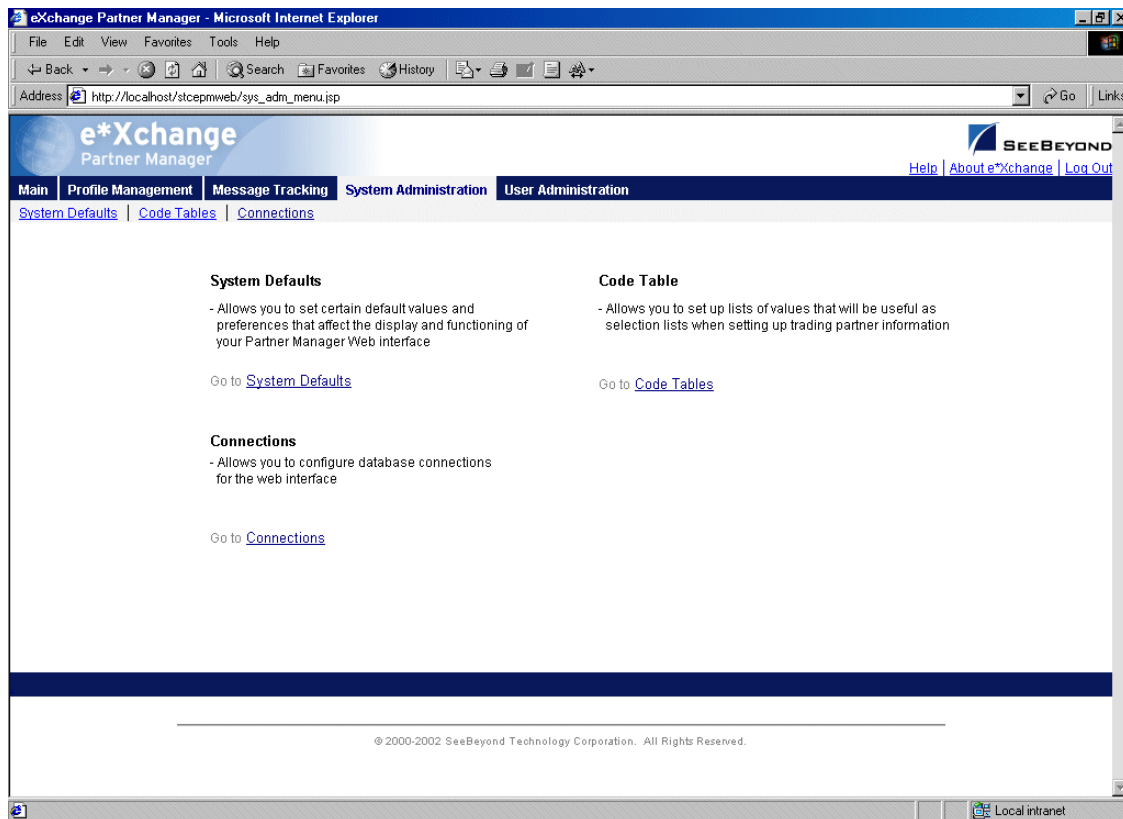 eXchange Partner Manager - Microsoft Internet Explorer
File Edit View Favorites Tools Help
Back Search Favorites History
Address http://localhost/stcepmweb/sys_adm_menu.jsp Go Links
e*Xchange
Partner Manager
SEEBEYOND
Help | About e*Xchange | Log Out
Main Profile Management Message Tracking System Administration User Administration
System Defaults | Code Tables | Connections
System Defaults
- Allows you to set certain default values and
preferences that affect the display and functioning of
your Partner Manager Web interface
Go to System Defaults
Code Table
- Allows you to set up lists of values that will be useful as
selection lists when setting up trading partner information
Go to Code Tables
Connections
- Allows you to configure database connections
for the web interface
Go to Connections
© 2000-2002 SeeBeyond Technology Corporation. All Rights Reserved.
Local intranet